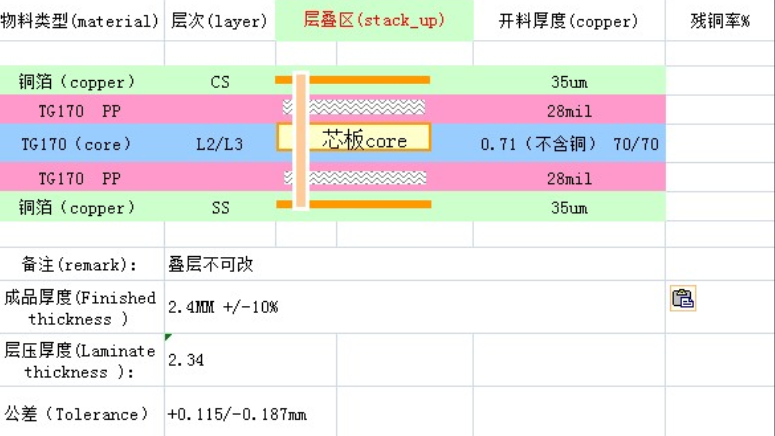 物料类型(material) 层次(layer) 层叠区(stack_up) 开料厚度(copper) 残铜率%
铜箔（copper） CS 35um
TG170 PP 28mil
TG170（core） L2/L3 芯板core 0.71（不含铜） 70/70
TG170 PP 28mil
铜箔（copper） SS 35um
备注(remark): 叠层不可改
成品厚度(Finished
thickness ) 2.4MM +/-10%
层压厚度(Laminate
thickness ): 2.34
公差（Tolerance） +0.115/-0.187mm